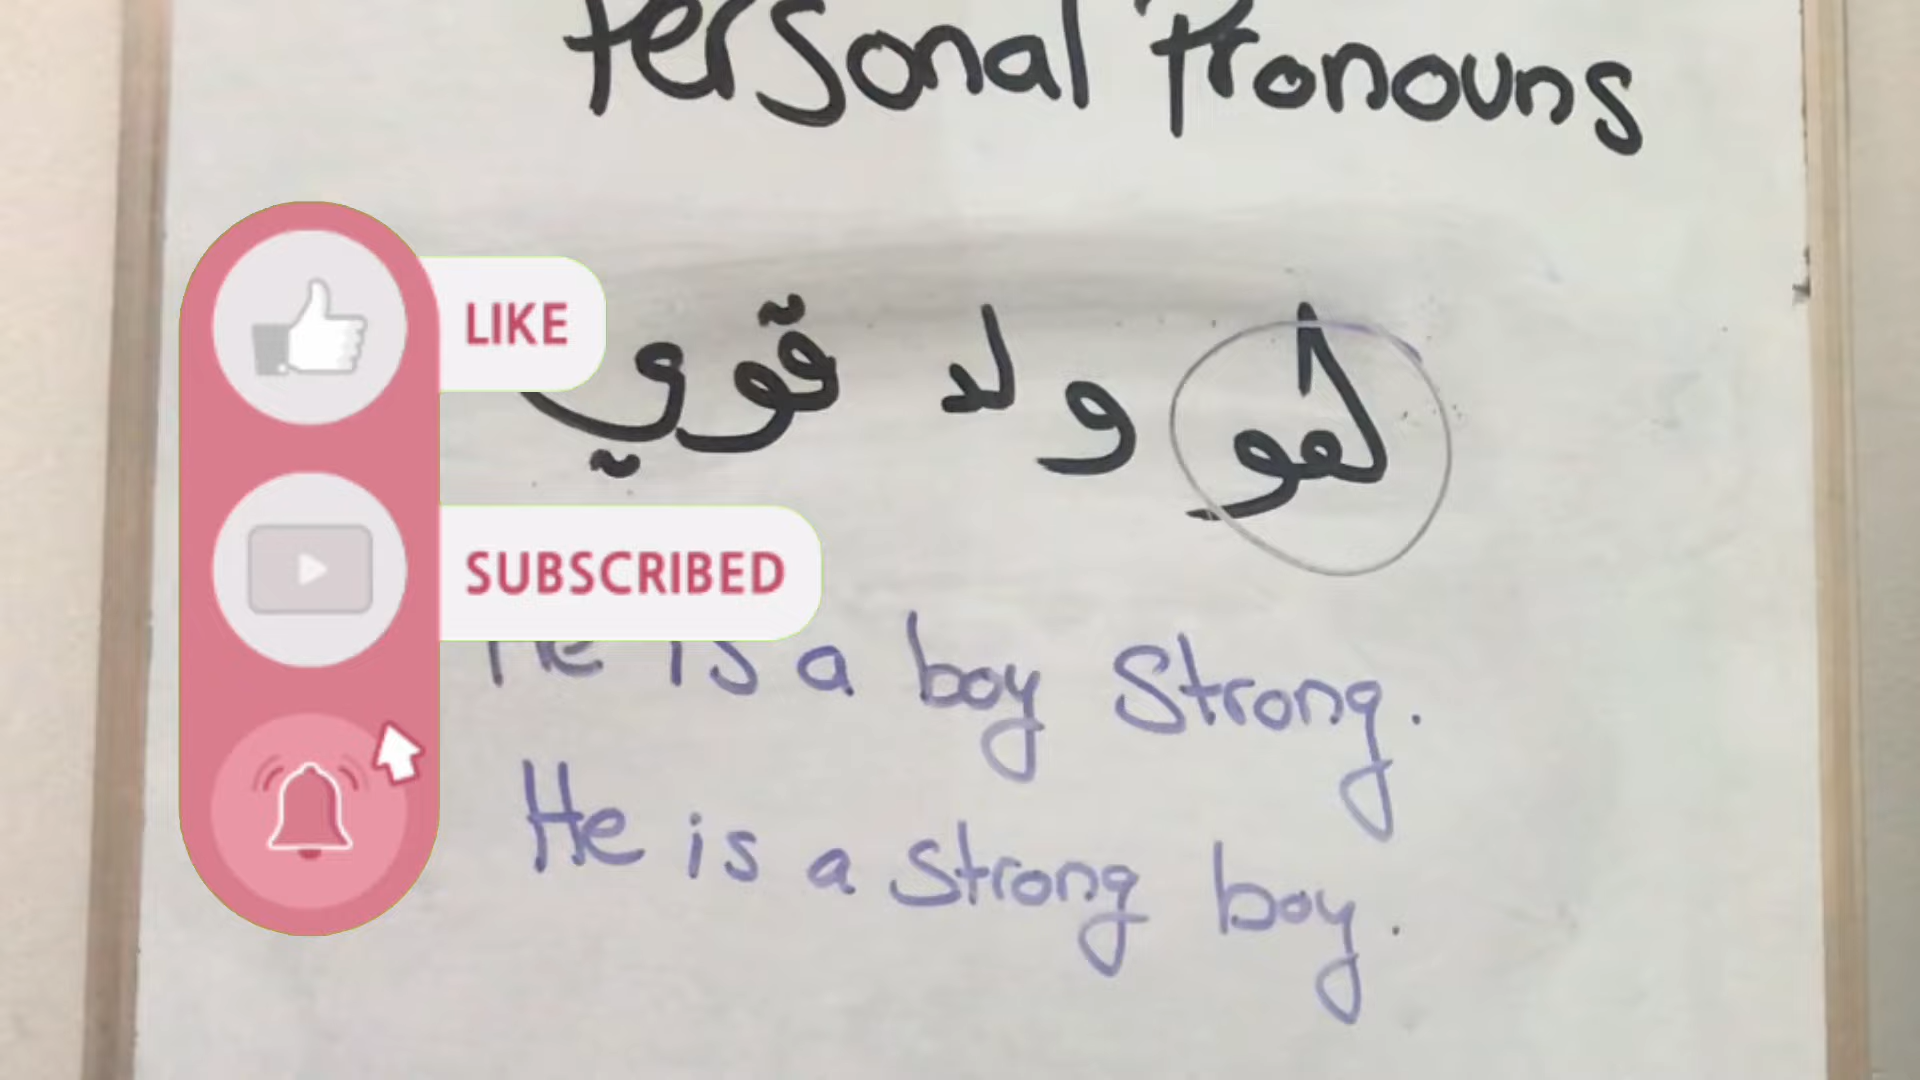 Personal Pronouns
هو ولد قوي
LIKE
SUBSCRIBED
He is a boy Strong.
He is a strong boy.